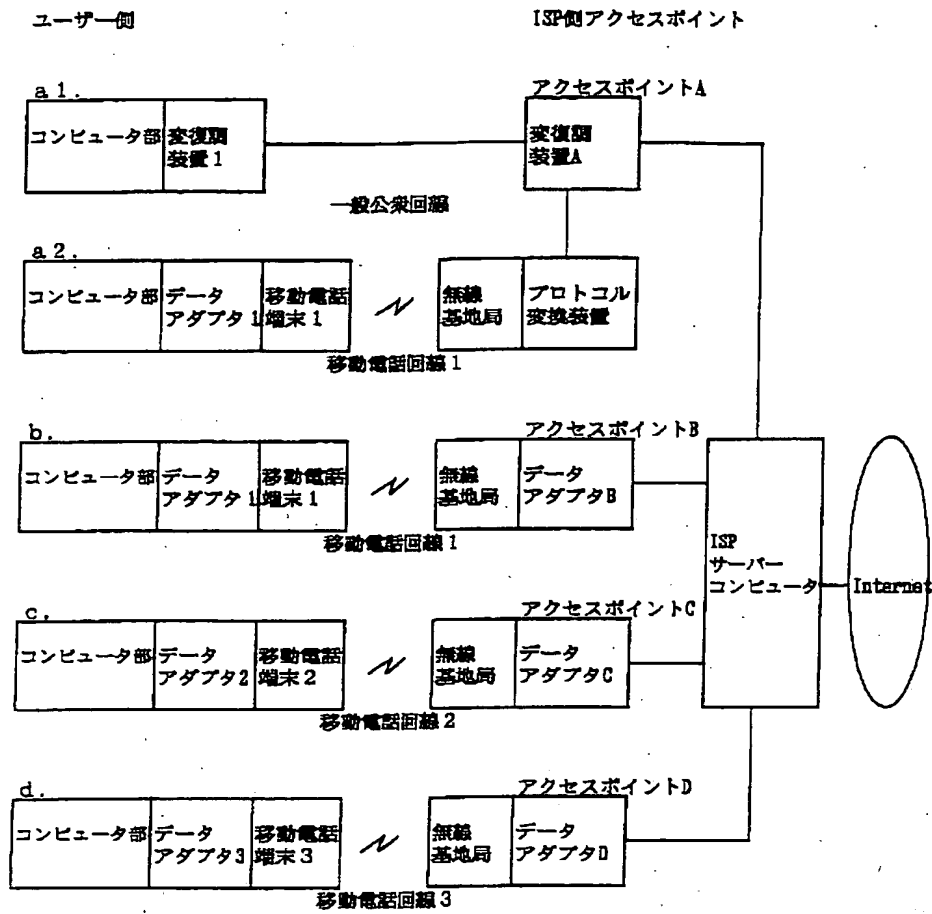 ユーザー側
ISP側アクセスポイント
a1.
アクセスポイントA
コンピュータ部
変復調
装置1
変復調
装置A
一般公衆回線
a2.
コンピュータ部
データ
アダプタ1
移動電話
端末1
無線
基地局
プロトコル
変換装置
移動電話回線1
b.
アクセスポイントB
コンピュータ部
データ
アダプタ1
移動電話
端末1
無線
基地局
データ
アダプタB
移動電話回線1
ISP
サーバー
コンピュータ
Internet
c.
アクセスポイントC
コンピュータ部
データ
アダプタ2
移動電話
端末2
無線
基地局
データ
アダプタC
移動電話回線2
d.
アクセスポイントD
コンピュータ部
データ
アダプタ3
移動電話
端末3
無線
基地局
データ
アダプタD
移動電話回線3